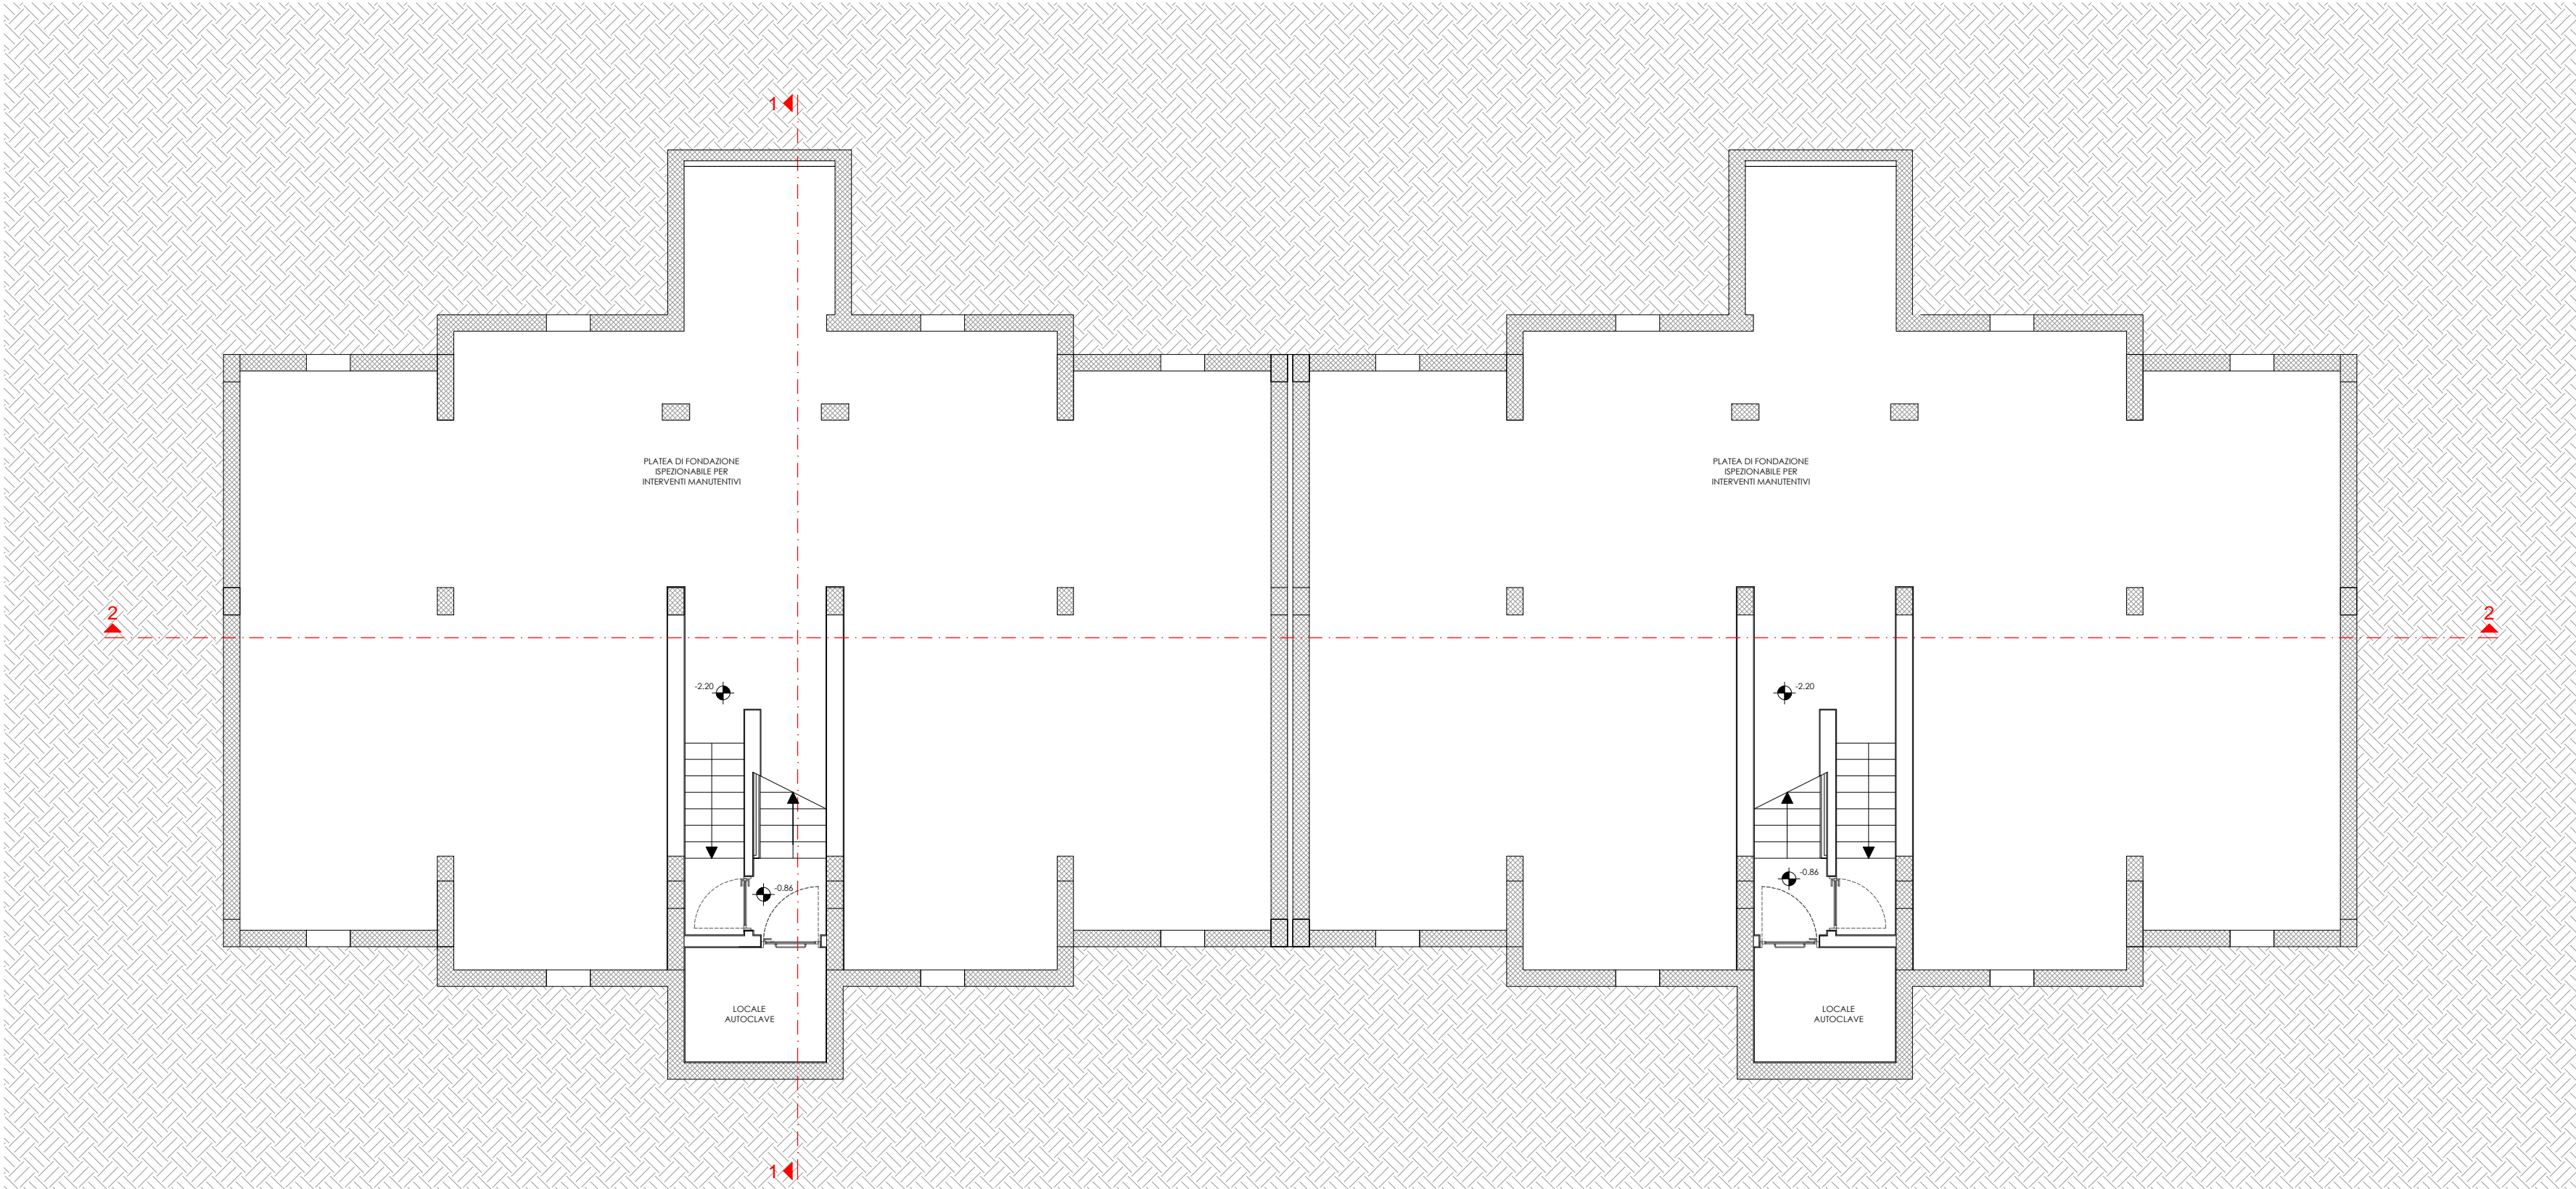 1
PLATEA DI FONDAZIONE
ISPEZIONABILE PER
INTERVENTI MANUTENTIVI
PLATEA DI FONDAZIONE
ISPEZIONABILE PER
INTERVENTI MANUTENTIVI
2
2
-2.20
-2.20
-0.86
-0.86
LOCALE
AUTOCLAVE
LOCALE
AUTOCLAVE
1